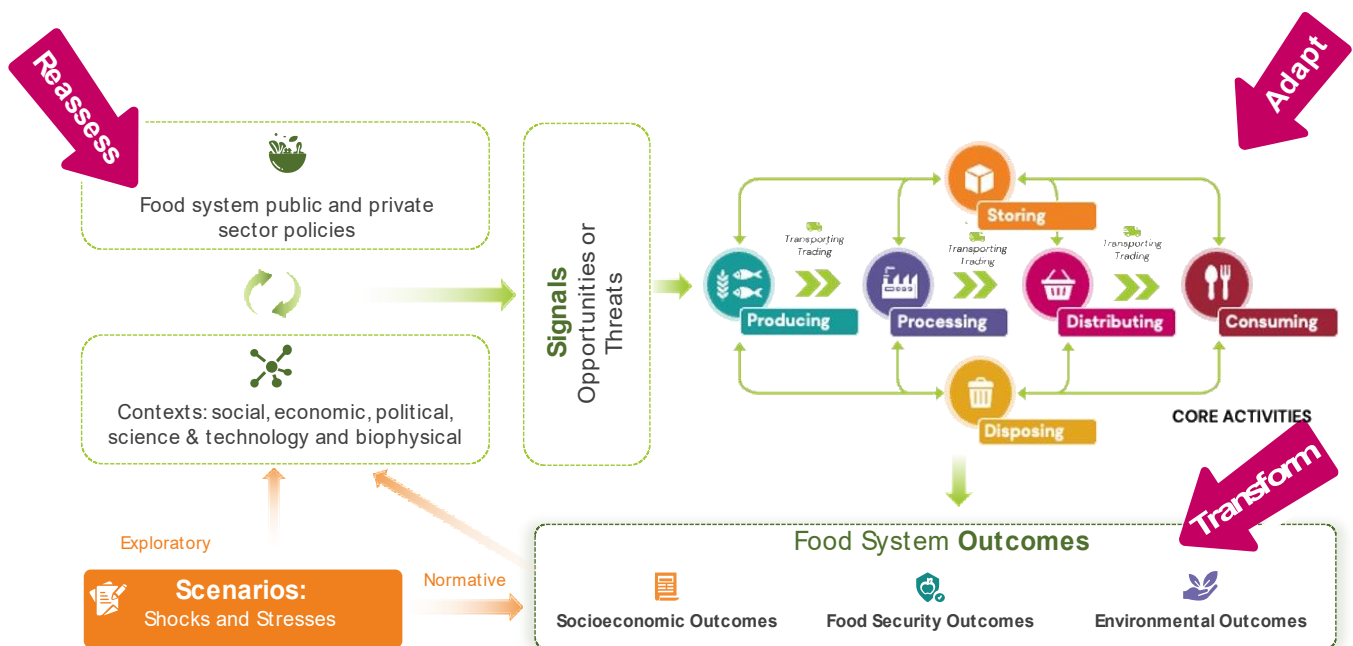 Reassess
Adapt
Food system public and private
sector policies
Signals
Opportunities or
Threats
Contexts: social, economic, political,
science & technology and biophysical
Storing
Transporting
Trading
Transporting
Trading
Transporting
Trading
Producing
Processing
Distributing
Consuming
Disposing
CORE ACTIVITIES
Transform
Exploratory
Scenarios:
Shocks and Stresses
Normative
Food System Outcomes
Socioeconomic Outcomes
Food Security Outcomes
Environmental Outcomes